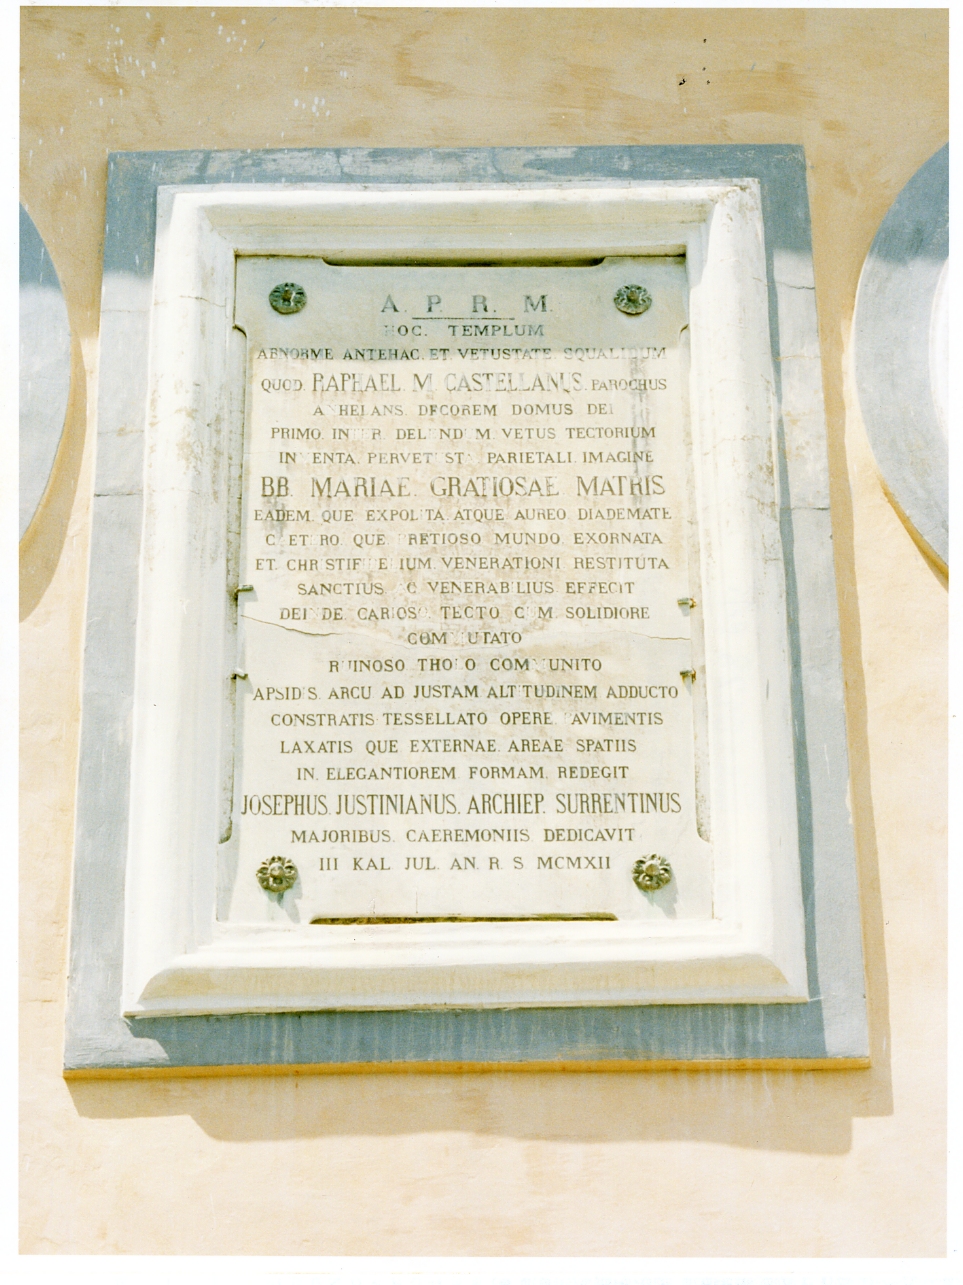 A. P. R. M
HOC. TEMPLUM
ABNORME ANTEHAC. ET. VETUSTATE. SQUALIDUM
QUOD. RAPHAEL. M. CASTELLANUS. PAROCHUS
ANHELANS. DECOREM DOMUS DEI
PRIMO. VETUS TECTORIUM
INVENTA. PERVETUSTA PARIETALI. IMAGINE
BB. MARIAE. GRATIOSAE. MATRIS
EADEM. QUE EXPOLITA. ATQUE AUREO. DIADEMATE
CETERO. QUE PRETIOSO MUNDO. EXORNATA
ET. VENERATIONI RESTITUTA
SANCTIUS. AC VENERABILIUS. EFFECIT
DEINDE. CARIOSO TECTO CUM. SOLIDIORE
COMMUTATO
RUINOSO THOLO COMMUNITO
APSIDIS. ARCU AD JUSTAM ALTITUDINEM ADDUCTO
CONSTRATIS. TESSELLATO OPERE. PAVIMENTIS
LAXATIS QUE EXTERNAE. AREAE SPATIIS
IN. ELEGANTIOREM FORMAM. REDEGIT
JOSEPHUS. JUSTINIANUS. ARCHIEP. SURRENTINUS
MAJORIBUS. CAEREMONIIS. DEDICAVIT
III KAL. JUL. AN. R. S. MCMXII